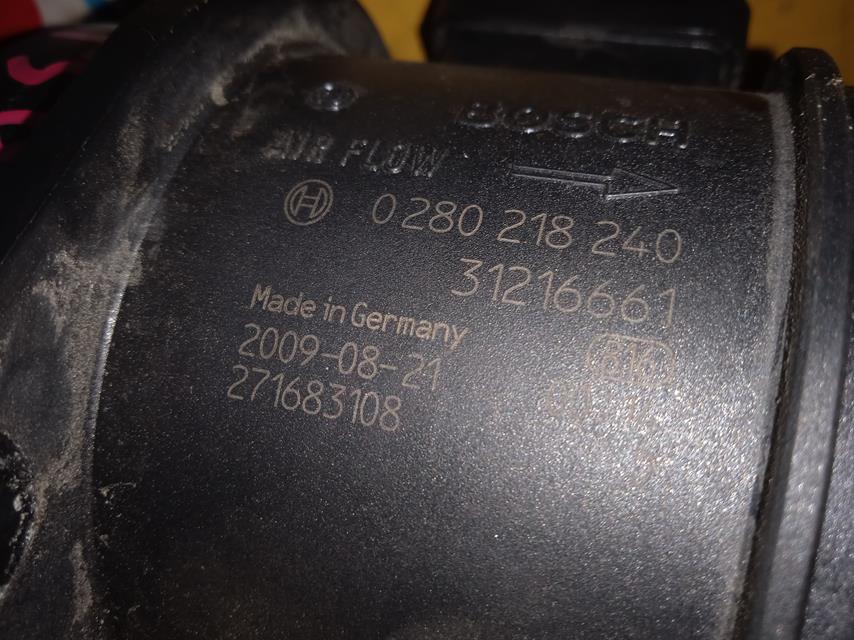 BOSCH
AIR FLOW
0 280 218 240
31216661
Made in Germany
2009-08-21
816
271683108